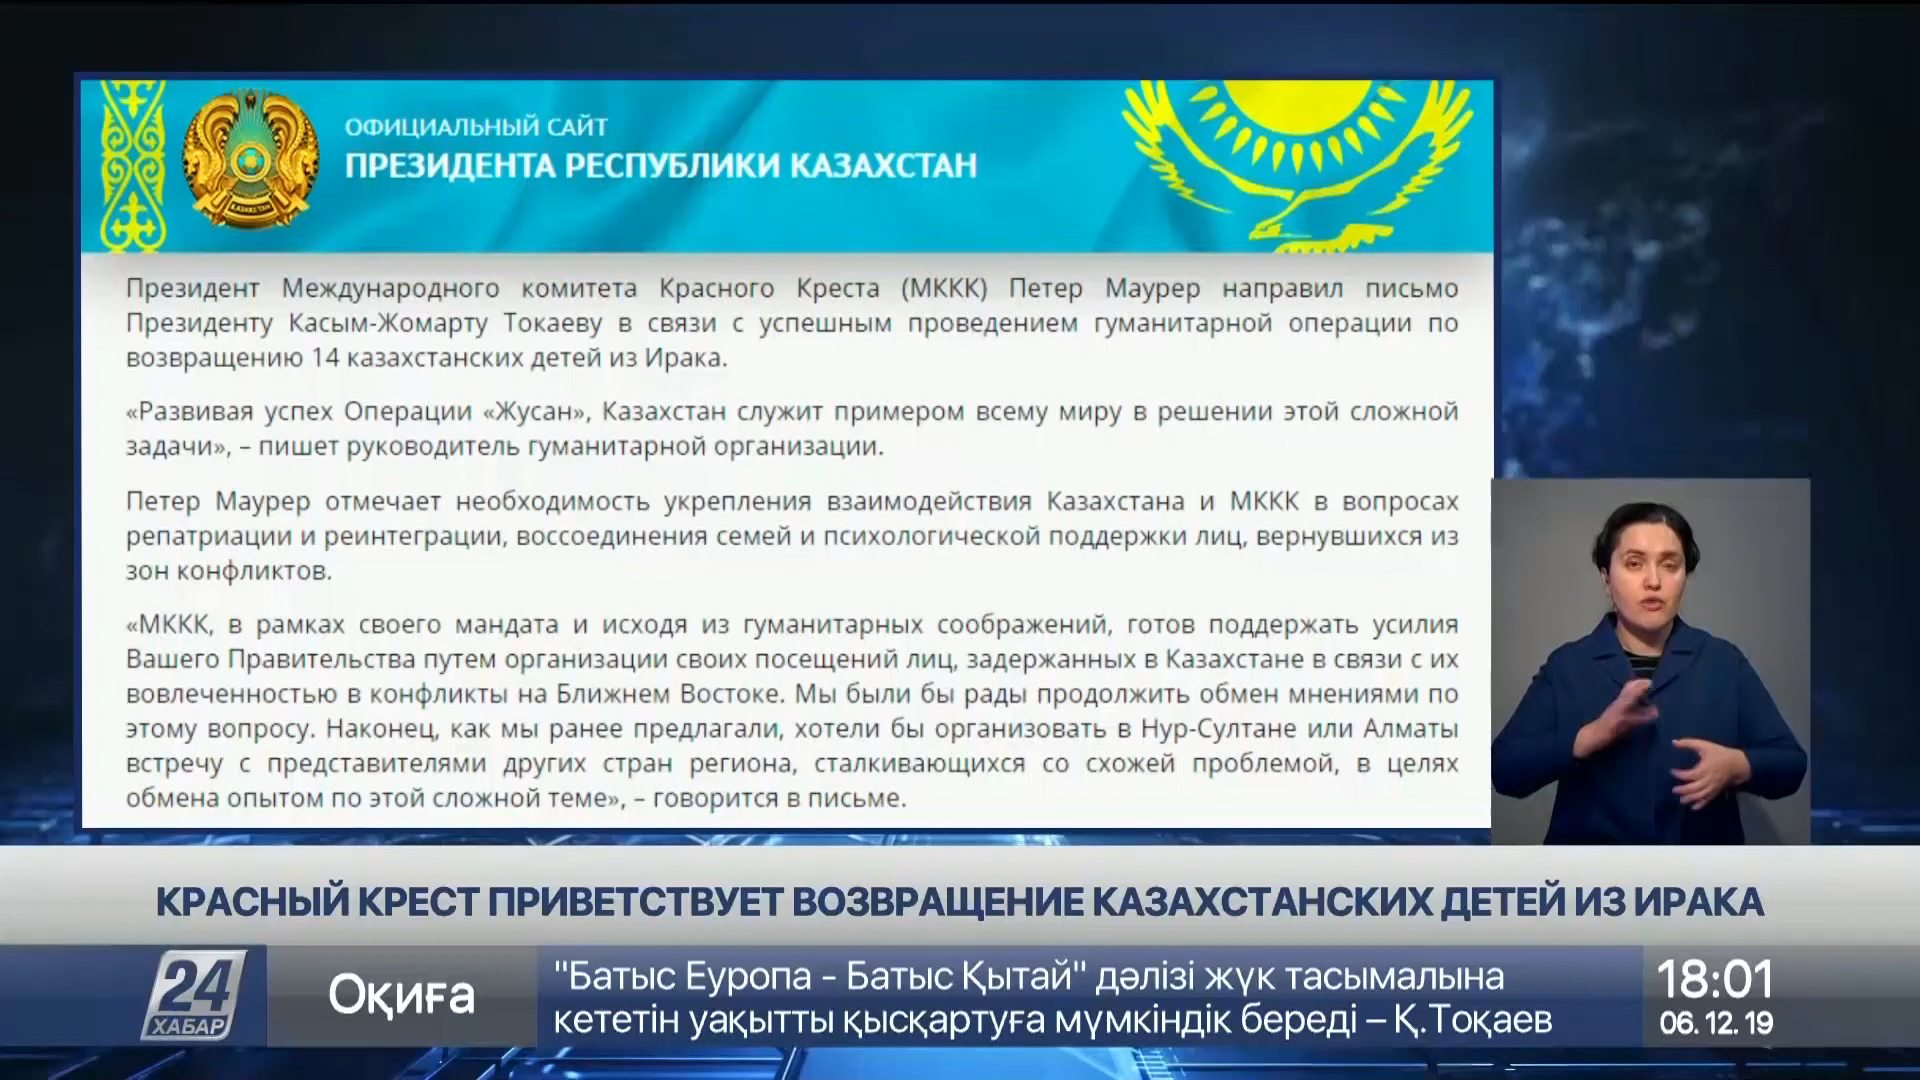 ОФИЦИАЛЬНЫЙ САЙТ
ПРЕЗИДЕНТА РЕСПУБЛИКИ КАЗАХСТАН
Президент Международного комитета Красного Креста (МККК) Петер Маурер направил письмо
Президенту Касым-Жомарту Токаеву в связи с успешным проведением гуманитарной операции по
возвращению 14 казахстанских детей из Ирака.
«Развивая успех Операции «Жусан», Казахстан служит примером всему миру в решении этой сложной
задачи», – пишет руководитель гуманитарной организации.
Петер Маурер отмечает необходимость укрепления взаимодействия Казахстана и МККК в вопросах
репатриации и реинтеграции, воссоединения семей и психологической поддержки лиц, вернувшихся из
зон конфликтов.
«МККК, в рамках своего мандата и исходя из гуманитарных соображений, готов поддержать усилия
Вашего Правительства путем организации своих посещений лиц, задержанных в Казахстане в связи с их
вовлеченностью в конфликты на Ближнем Востоке. Мы были бы рады продолжить обмен мнениями по
этому вопросу. Наконец, как мы ранее предлагали, хотели бы организовать в Нур-Султане или Алматы
встречу с представителями других стран региона, сталкивающихся со схожей проблемой, в целях
обмена опытом по этой сложной теме», – говорится в письме.
КРАСНЫЙ КРЕСТ ПРИВЕТСТВУЕТ ВОЗВРАЩЕНИЕ КАЗАХСТАНСКИХ ДЕТЕЙ ИЗ ИРАКА
24
ХАБАР
Оқиға
"Батыс Еуропа - Батыс Қытай" дәлізі жүк тасымалына
кететін уақытты қысқартуға мүмкіндік береді – Қ.Тоқаев
18:01
06. 12. 19